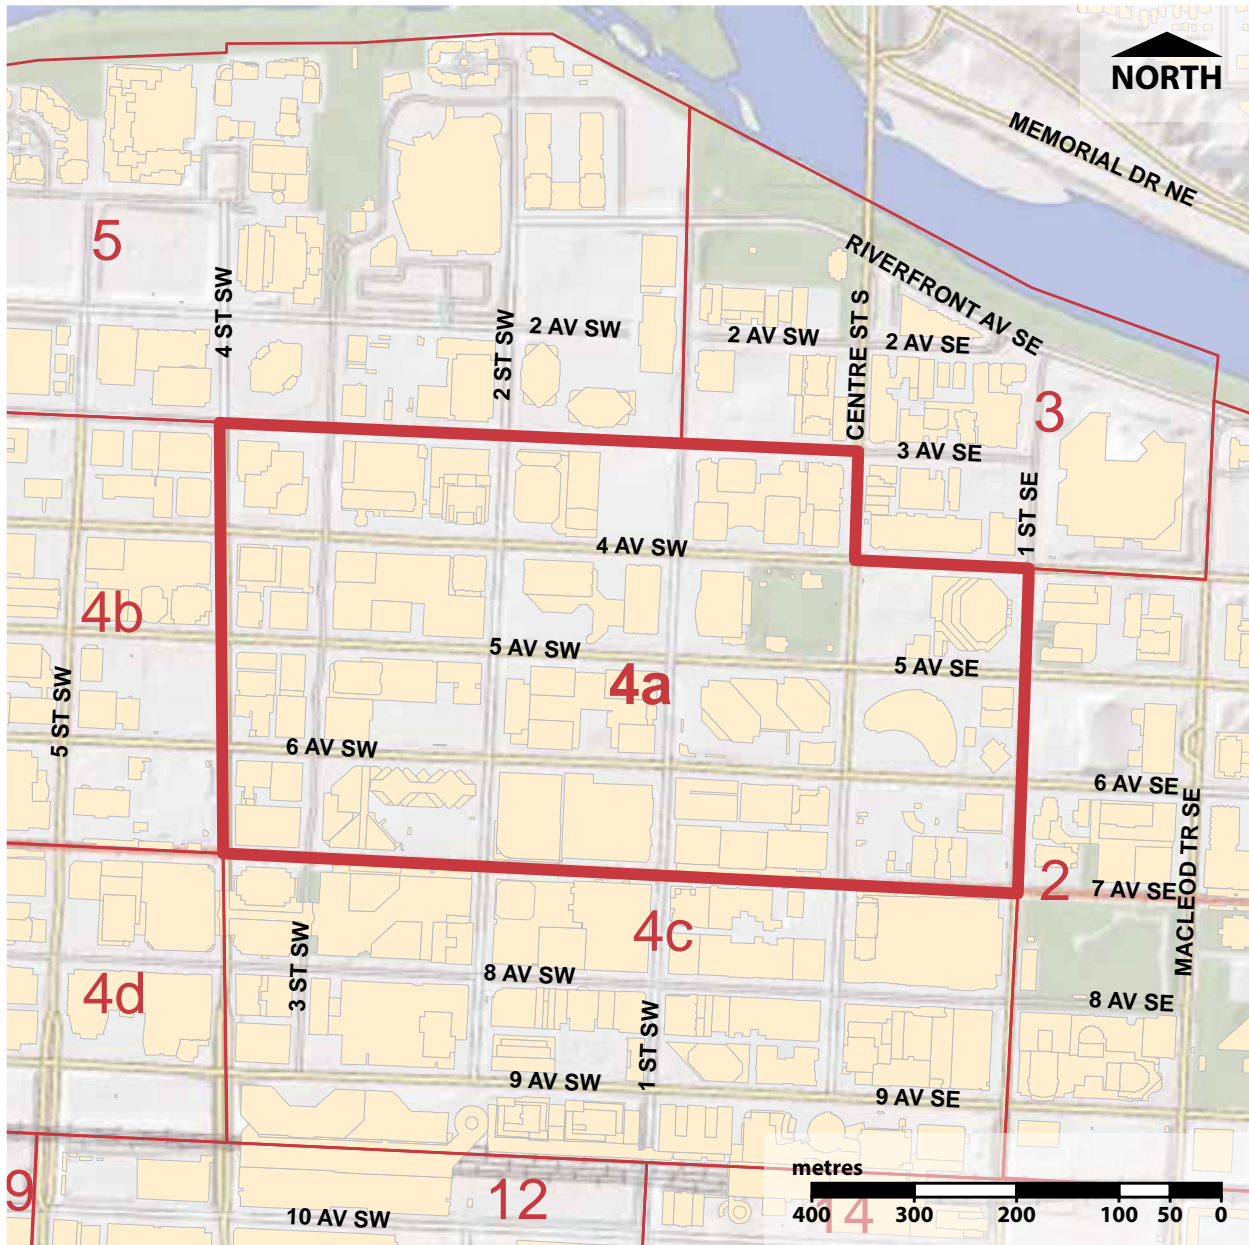 NORTH
MEMORIAL DR NE
5
4 ST SW
2 ST SW
2 AV SW
2 AV SW
CENTRE ST S
RIVERFRONT AV SE
2 AV SE
3
3 AV SE
1 ST SE
4 AV SW
4b
5 AV SW
4a
5 AV SE
5 ST SW
6 AV SW
6 AV SE
MACLEOD TR SE
2
7 AV SE
4c
3 ST SW
8 AV SW
4d
8 AV SE
1 ST SW
9 AV SW
9 AV SE
metres
400 300 200 100 50 0
9
12
14
10 AV SW